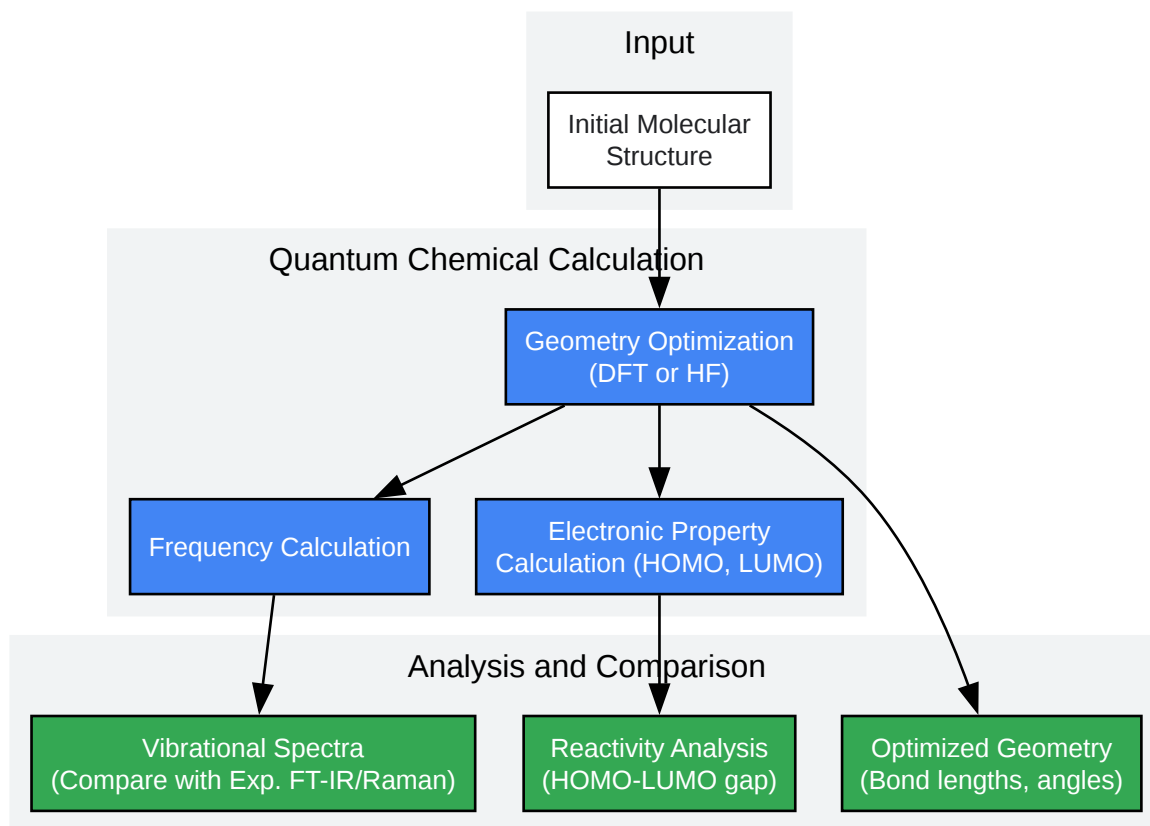 Input
Initial Molecular
Structure
Quantum Chemical Calculation
Geometry Optimization
(DFT or HF)
Frequency Calculation
Electronic Property
Calculation (HOMO, LUMO)
Analysis and Comparison
Vibrational Spectra
(Compare with Exp. FT-IR/Raman)
Reactivity Analysis
(HOMO-LUMO gap)
Optimized Geometry
(Bond lengths, angles)